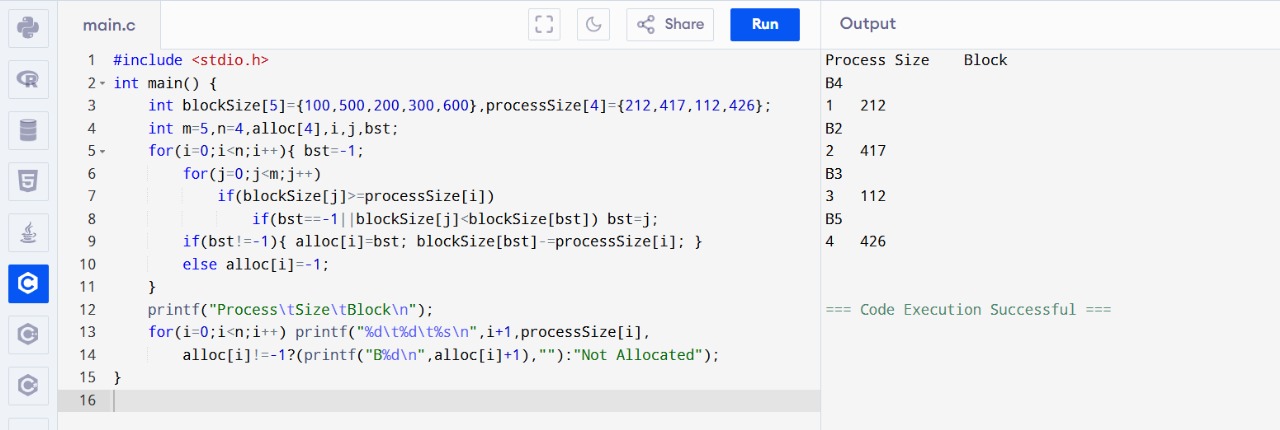 main.c
Share
Run
Output
1 #include <stdio.h>
2 int main() {
3 int blockSize[5]={100,500,200,300,600},processSize[4]={212,417,112,426};
4 int m=5,n=4,alloc[4],i,j,bst;
5 for(i=0;i<n;i++){ bst=-1;
6 for(j=0;j<m;j++)
7 if(blockSize[j]>=processSize[i])
8 if(bst==-1||blockSize[j]<blockSize[bst]) bst=j;
9 if(bst!=-1){ alloc[i]=bst; blockSize[bst]-=processSize[i]; }
10 else alloc[i]=-1;
11 }
12 printf("Process\tSize\tBlock\n");
13 for(i=0;i<n;i++) printf("%d\t%d\t%s\n",i+1,processSize[i],
14 alloc[i]!=-1?(printf("B%d\n",alloc[i]+1),""):"Not Allocated");
15 }
16
Process Size Block
B4
1 212
B2
2 417
B3
3 112
B5
4 426
=== Code Execution Successful ===